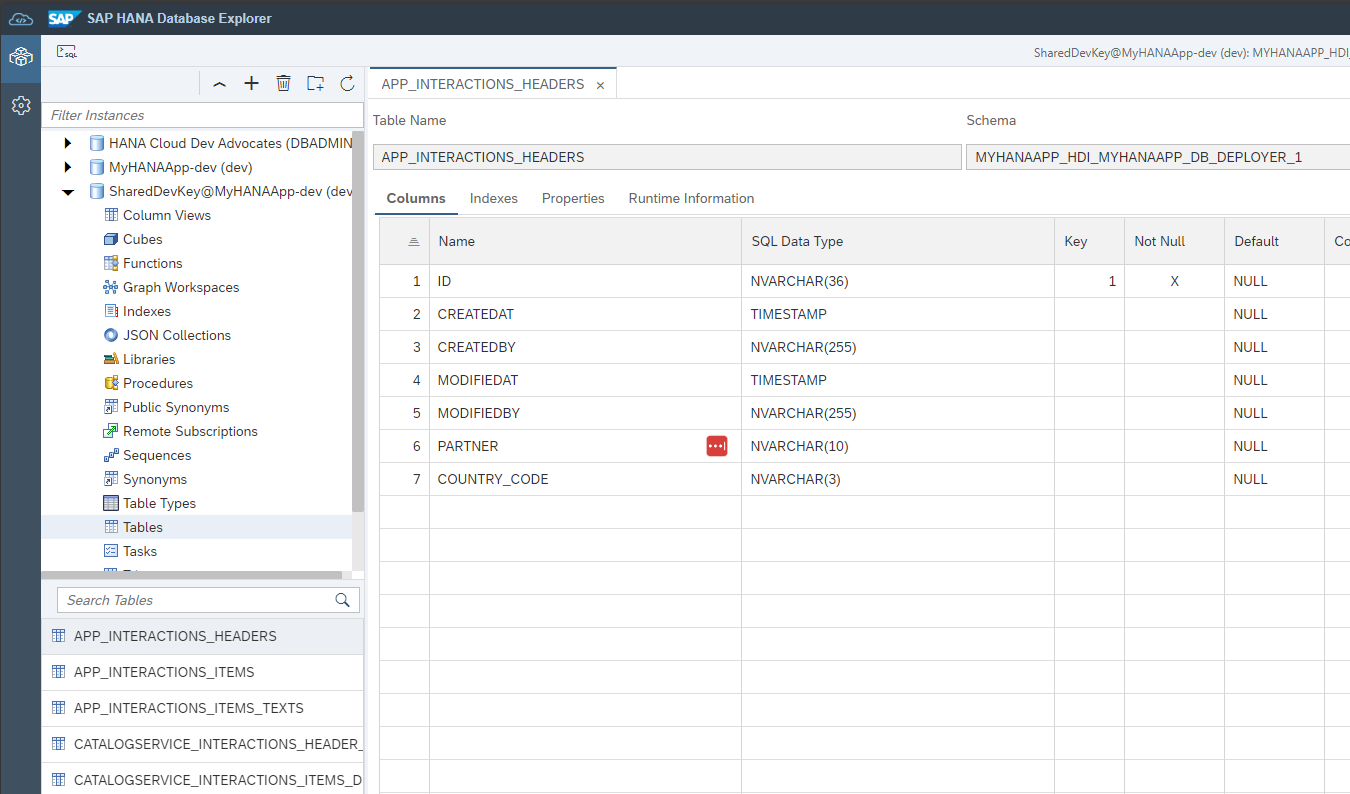 SAP SAP HANA Database Explorer
SQL
SharedDevKey@MyHANAApp-dev (dev): MYHANAAPP_HDI_
APP_INTERACTIONS_HEADERS
Filter Instances
HANA Cloud Dev Advocates (DBADMIN
MyHANAApp-dev (dev)
SharedDevKey@MyHANAApp-dev (dev
Column Views
Cubes
Functions
Graph Workspaces
Indexes
JSON Collections
Libraries
Procedures
Public Synonyms
Remote Subscriptions
Sequences
Synonyms
Table Types
Tables
Tasks
Search Tables
APP_INTERACTIONS_HEADERS
APP_INTERACTIONS_ITEMS
APP_INTERACTIONS_ITEMS_TEXTS
CATALOGSERVICE_INTERACTIONS_HEADER_
CATALOGSERVICE_INTERACTIONS_ITEMS_D
Table Name Schema
APP_INTERACTIONS_HEADERS MYHANAAPP_HDI_MYHANAAPP_DB_DEPLOYER_1
Columns Indexes Properties Runtime Information
Name SQL Data Type Key Not Null Default Co
1 ID NVARCHAR(36) 1 X NULL
2 CREATEDAT TIMESTAMP NULL
3 CREATEDBY NVARCHAR(255) NULL
4 MODIFIEDAT TIMESTAMP NULL
5 MODIFIEDBY NVARCHAR(255) NULL
6 PARTNER NVARCHAR(10) NULL
7 COUNTRY_CODE NVARCHAR(3) NULL